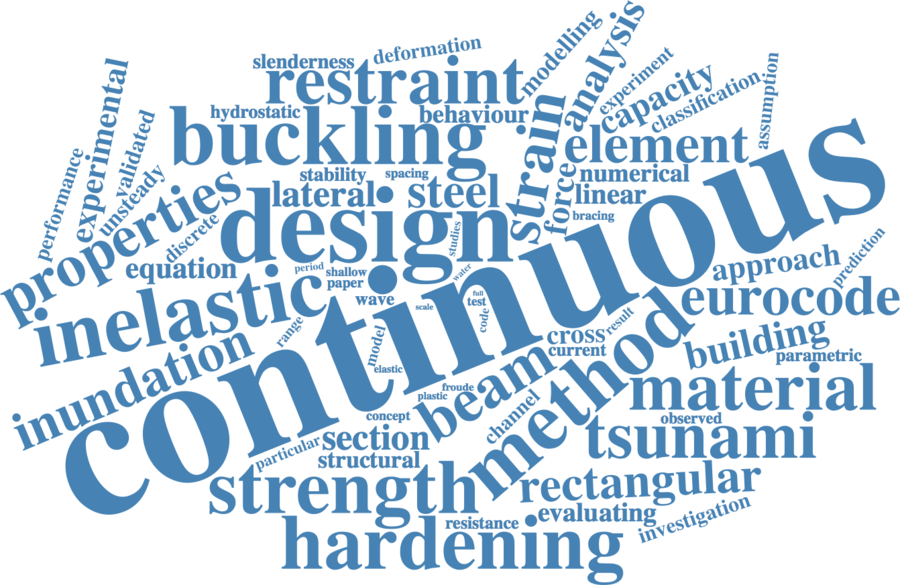 modelling
analysis
deformation
slenderness
restraint
experiment
capacity
classification
assumption
experimental
hydrostatic
behaviour
validated
buckling
strain
element
performance
unsteady
stability
spacing
numerical
force
linear
properties
lateral
steel
bracing
discrete
design
studies
continuous
equation
period
shallow
water
paper
approach
prediction
inelastic
wave
full
scale
test
code
eurocode
range
model
result
cross
current
building
parametric
inundation
elastic
froude
plastic
beam
method
material
concept
channel
observed
particular
section
structural
tsunami
strength
rectangular
resistance
evaluating
investigation
hardening